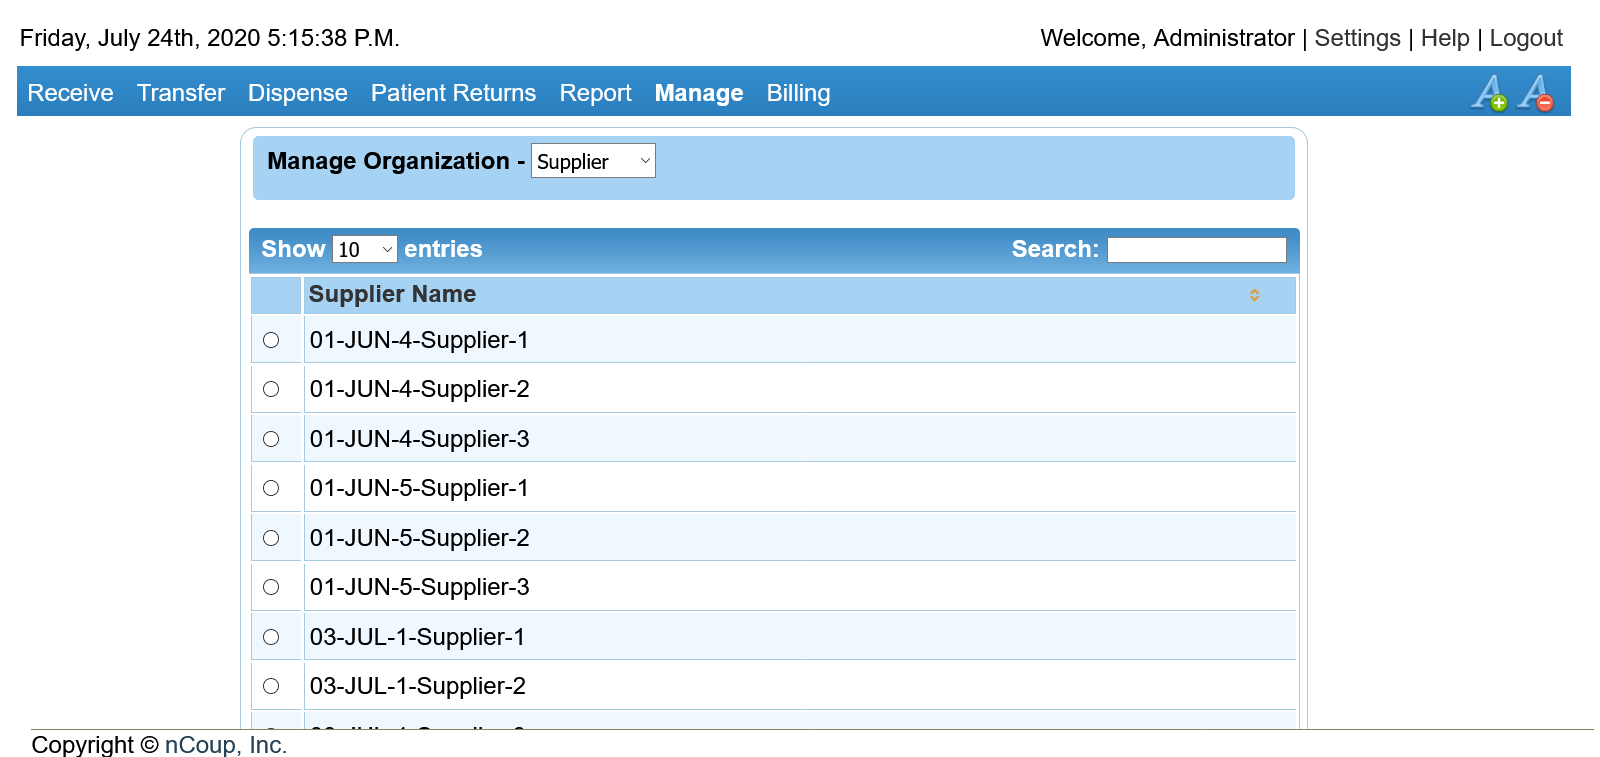 Friday, July 24th, 2020 5:15:38 P.M.
Welcome, Administrator | Settings | Help | Logout
Receive Transfer Dispense Patient Returns Report Manage Billing
Manage Organization - Supplier
Show 10 entries
Search:
Supplier Name
01-JUN-4-Supplier-1
01-JUN-4-Supplier-2
01-JUN-4-Supplier-3
01-JUN-5-Supplier-1
01-JUN-5-Supplier-2
01-JUN-5-Supplier-3
03-JUL-1-Supplier-1
03-JUL-1-Supplier-2
Copyright © nCoup, Inc.